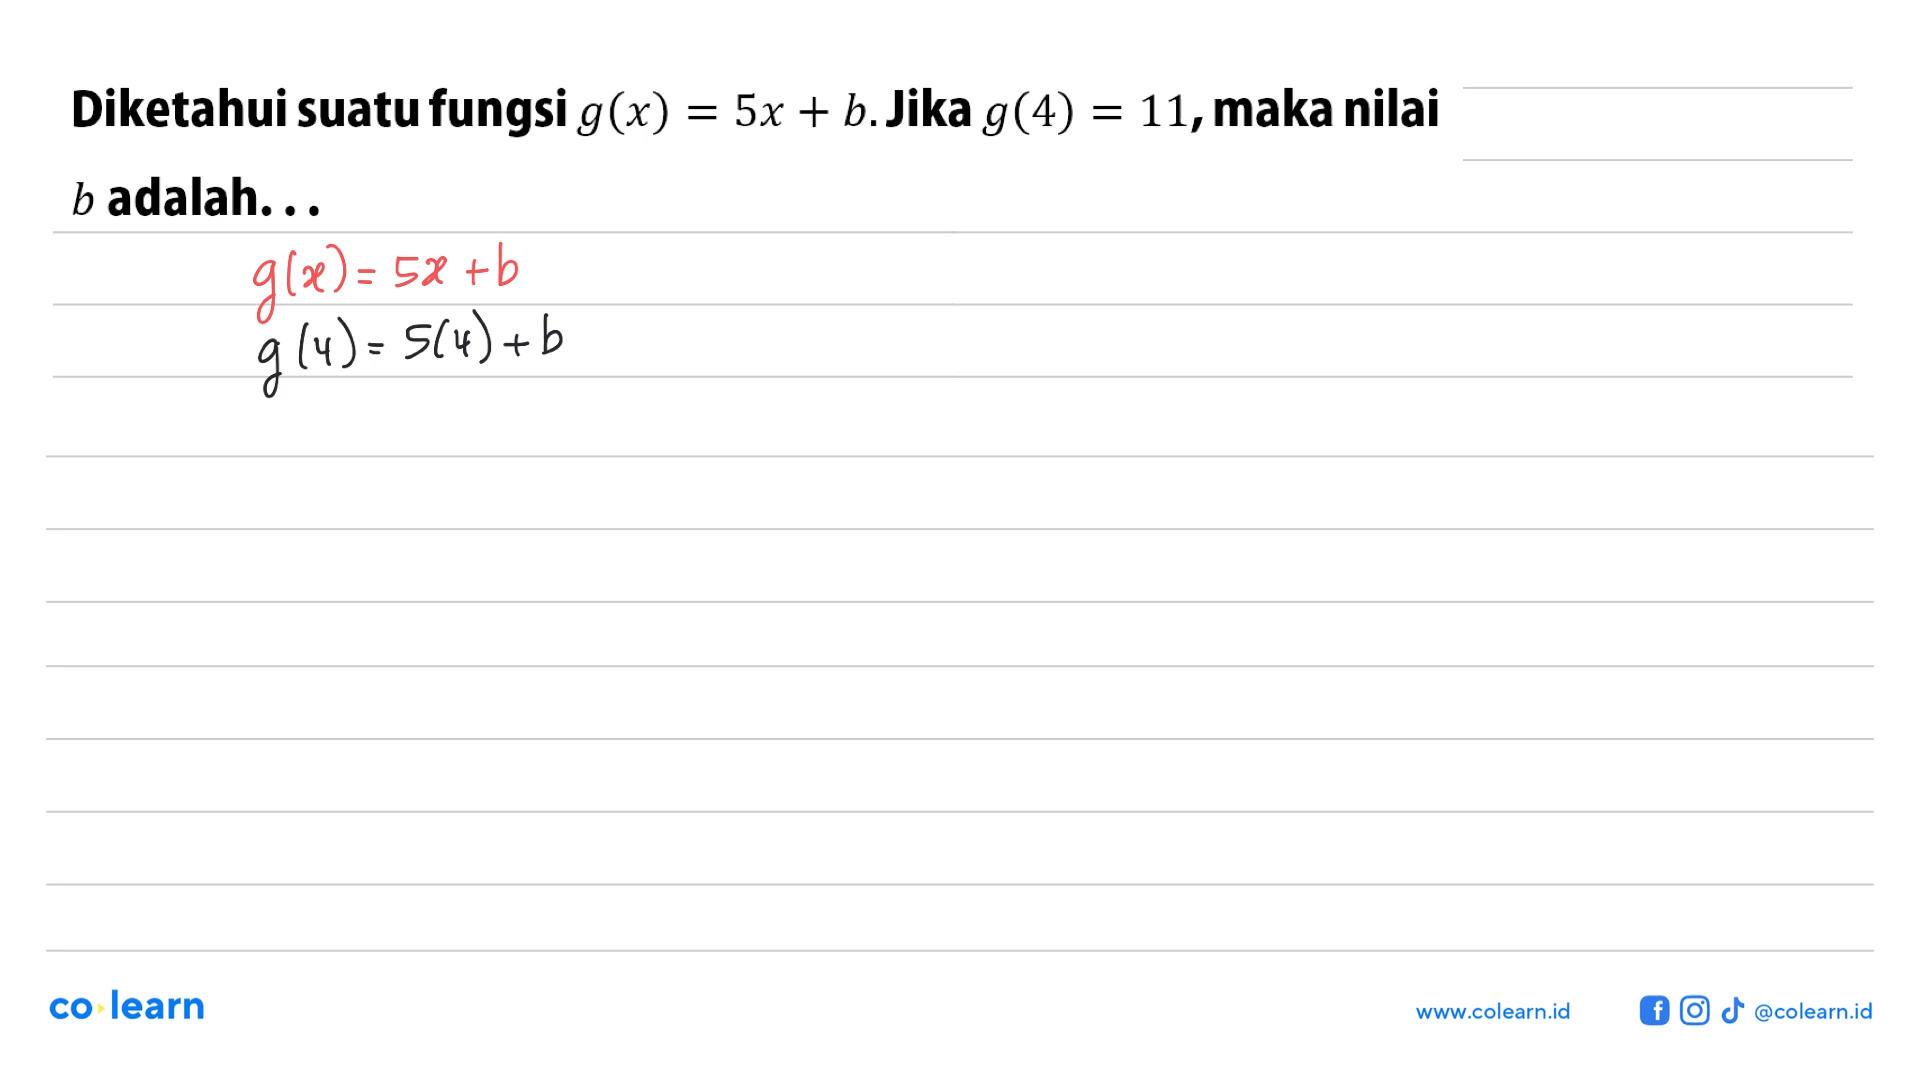 Diketahui suatu fungsi g(x) = 5x + b. Jika g(4) = 11, maka nilai
b adalah. . .
g(x) = 5x + b
g(4) = 5(4) + b
co learn
www.colearn.id
@colearn.id